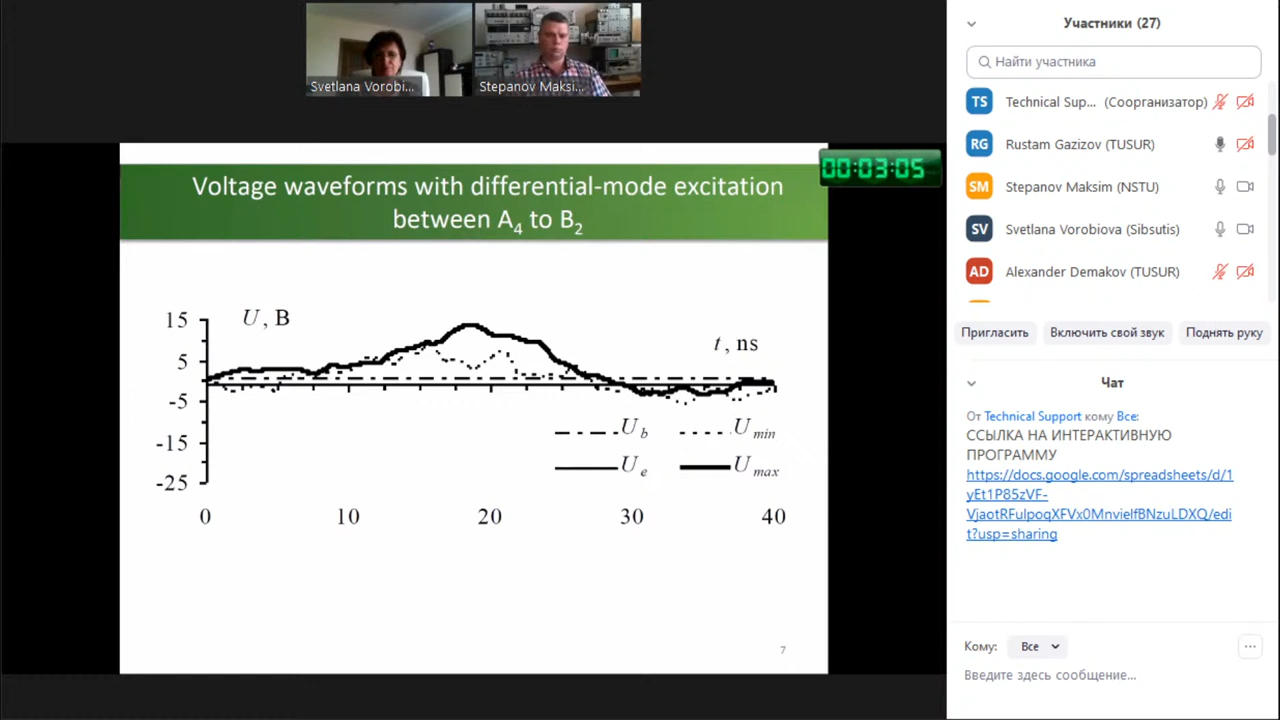 Svetlana Vorobi...
Stepanov Maksi...
00:03:05
Voltage waveforms with differential-mode excitation
between A4 to B2
15
5
-5
-15
-25
U, В
t, ns
Ub
Umin
Ue
Umax
0 10 20 30 40
7
Участники (27)
Найти участника
TS Technical Sup... (Соорганизатор)
RG Rustam Gazizov (TUSUR)
SM Stepanov Maksim (NSTU)
SV Svetlana Vorobiova (Sibsutis)
AD Alexander Demakov (TUSUR)
Пригласить Включить свой звук Поднять руку
Чат
От Technical Support кому Все:
ССЫЛКА НА ИНТЕРАКТИВНУЮ
ПРОГРАММУ
https://docs.google.com/spreadsheets/d/1
yEt1P85zVF-
VjaotRFulpoqXFVx0MnvielfBNzuLDXQ/edi
t?usp=sharing
Кому: Все
Введите здесь сообщение...